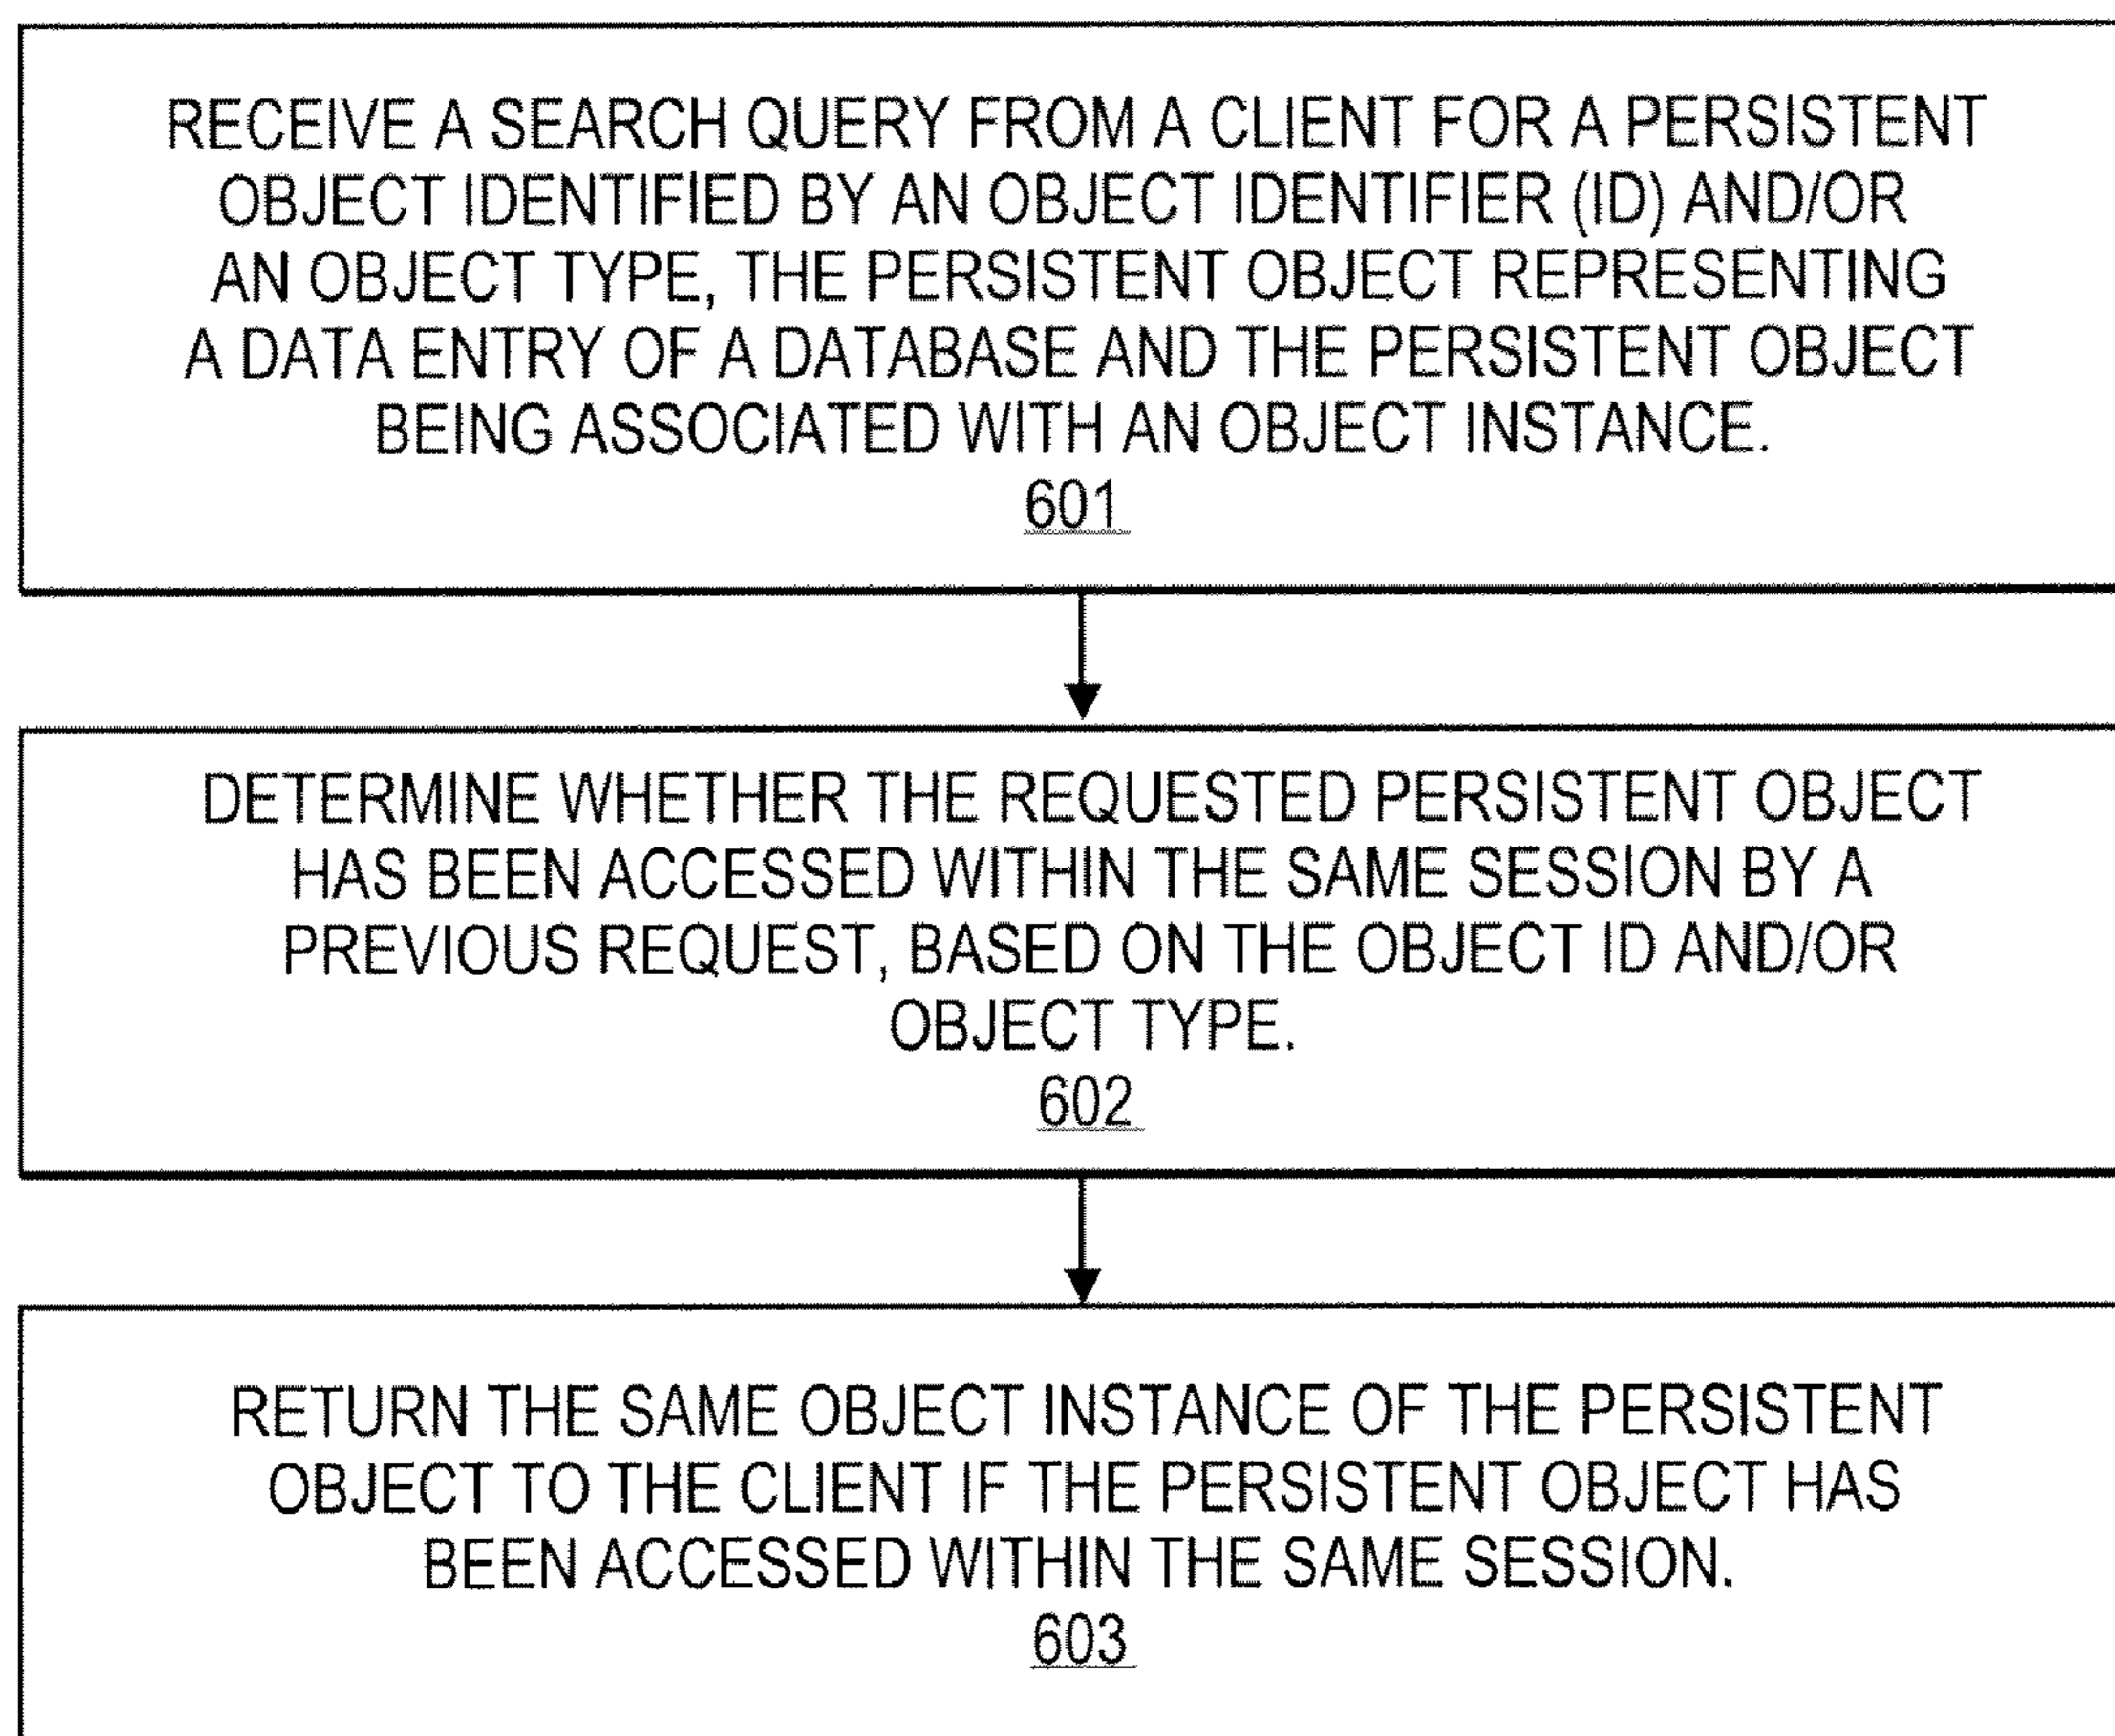 RECEIVE A SEARCH QUERY FROM A CLIENT FOR A PERSISTENT
OBJECT IDENTIFIED BY AN OBJECT IDENTIFIER (ID) AND/OR
AN OBJECT TYPE, THE PERSISTENT OBJECT REPRESENTING
A DATA ENTRY OF A DATABASE AND THE PERSISTENT OBJECT
BEING ASSOCIATED WITH AN OBJECT INSTANCE.
601
DETERMINE WHETHER THE REQUESTED PERSISTENT OBJECT
HAS BEEN ACCESSED WITHIN THE SAME SESSION BY A
PREVIOUS REQUEST, BASED ON THE OBJECT ID AND/OR
OBJECT TYPE.
602
RETURN THE SAME OBJECT INSTANCE OF THE PERSISTENT
OBJECT TO THE CLIENT IF THE PERSISTENT OBJECT HAS
BEEN ACCESSED WITHIN THE SAME SESSION.
603